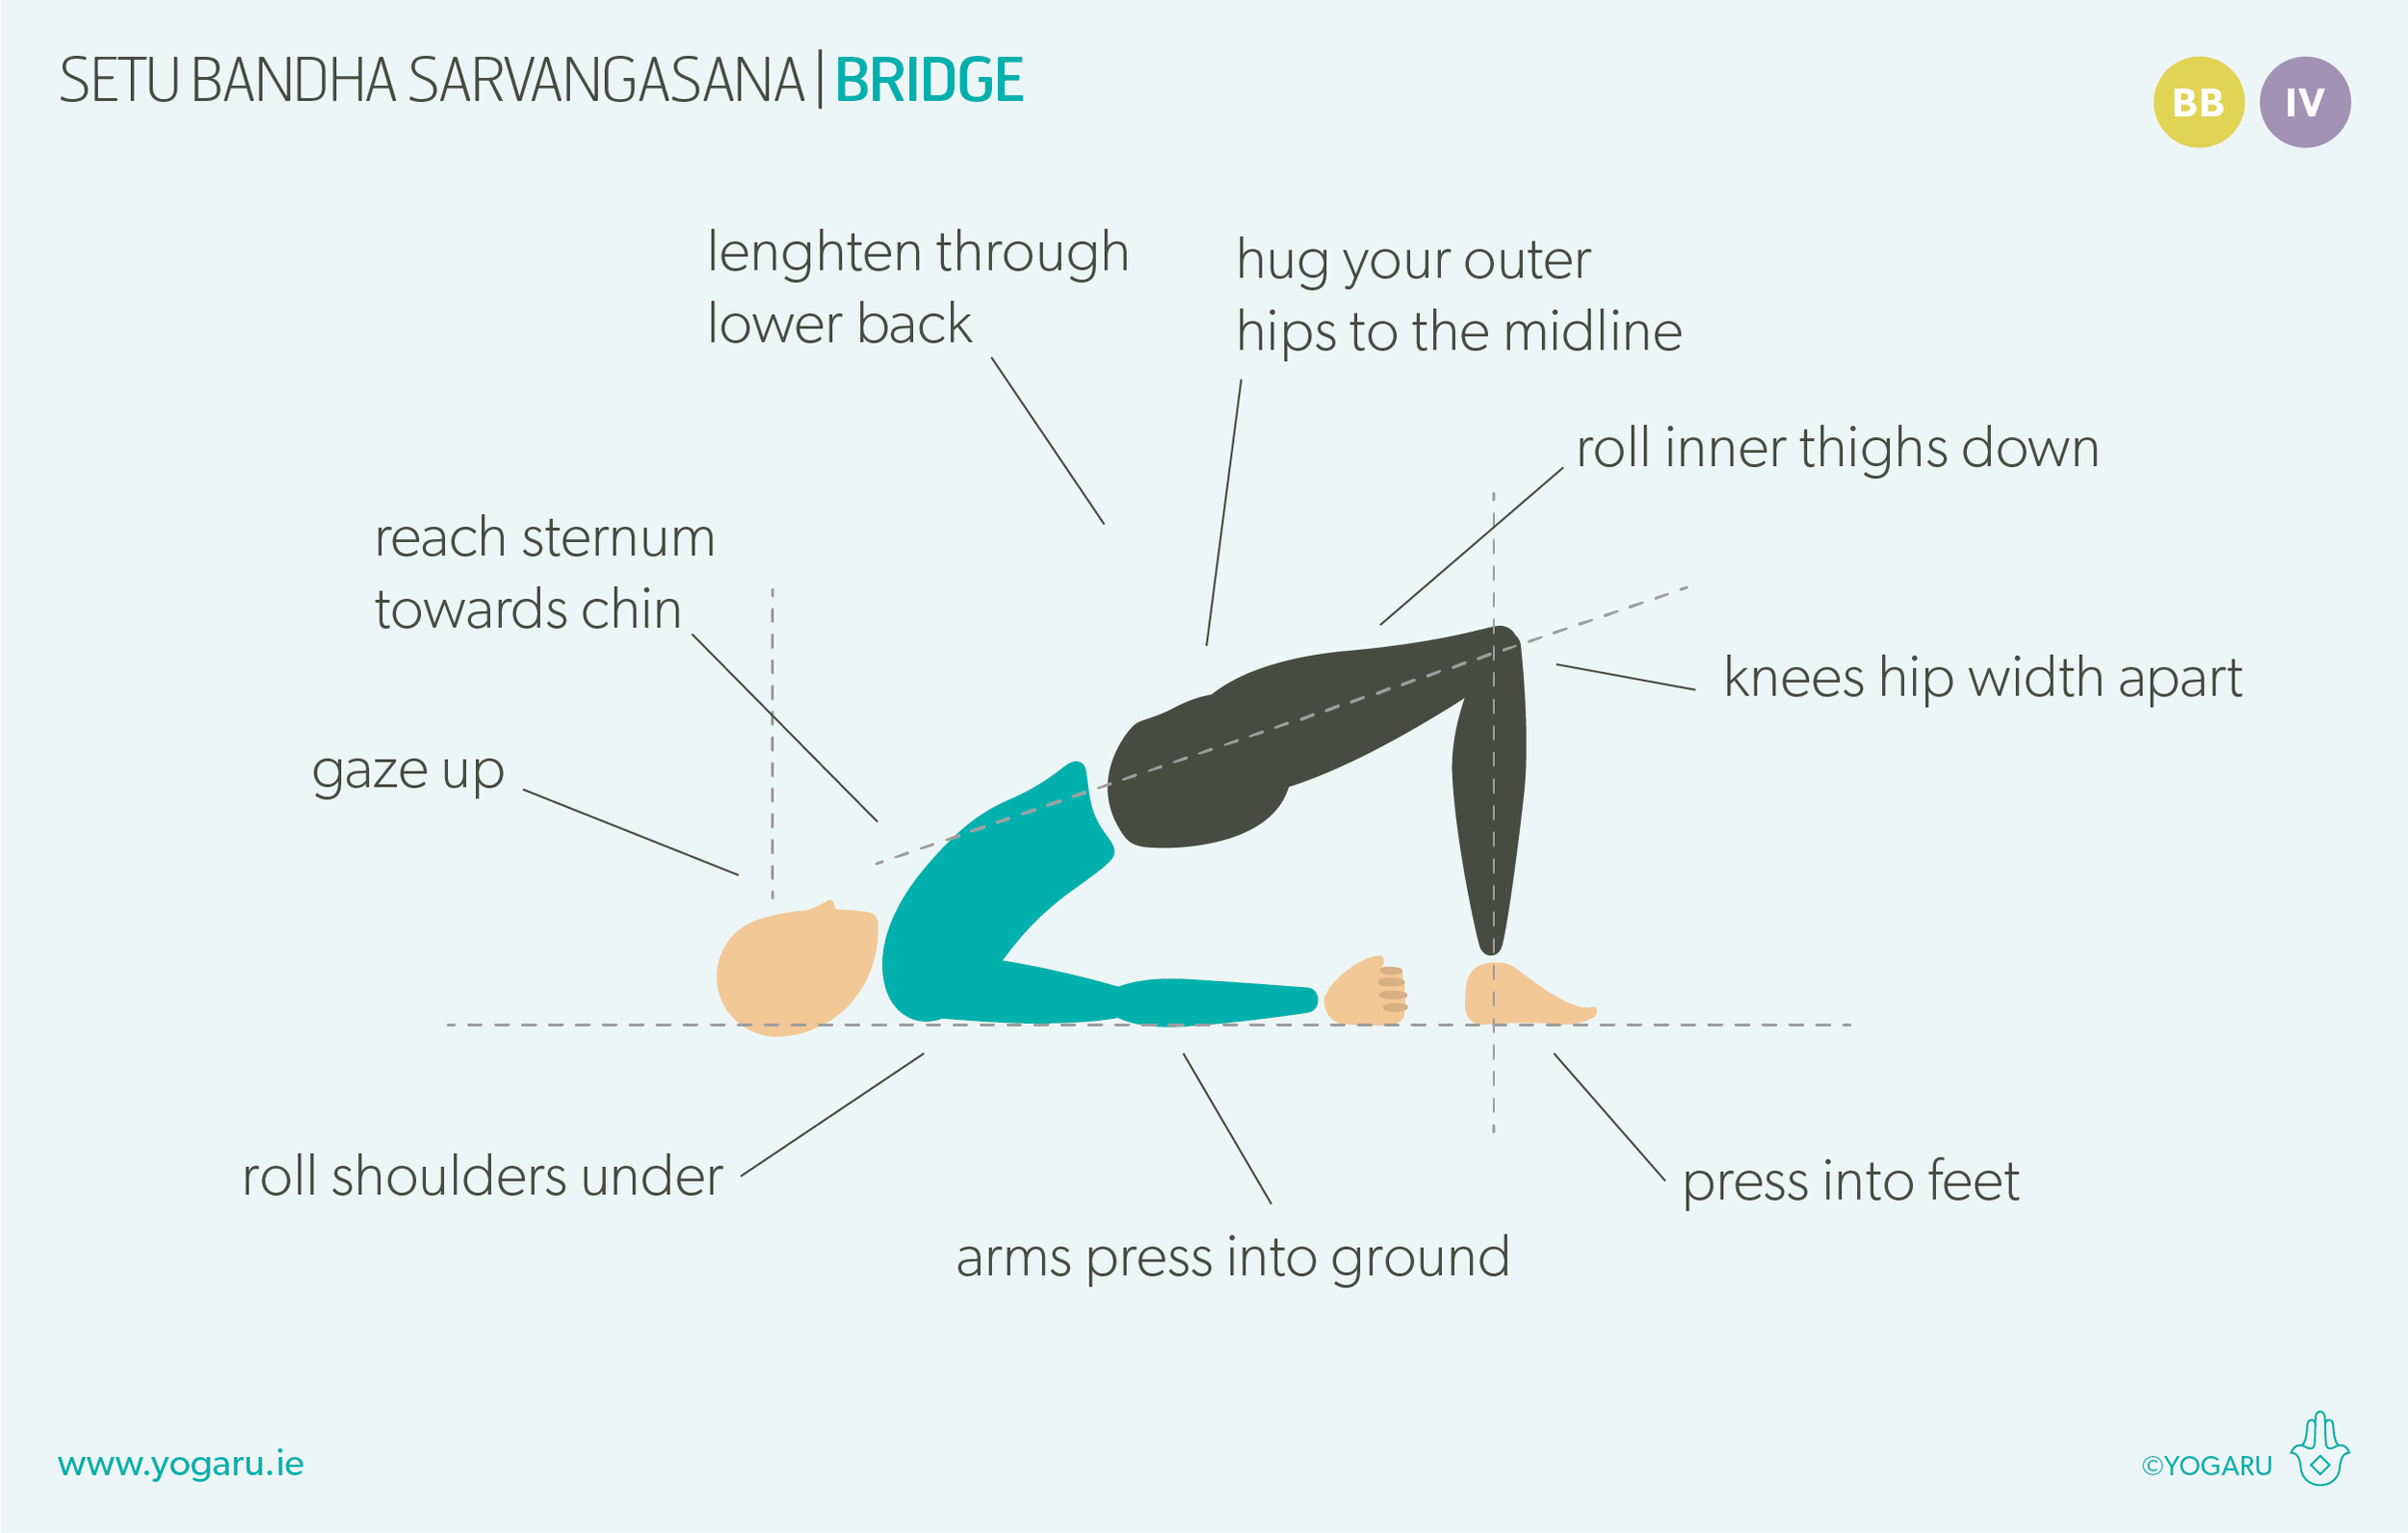 SETU BANDHA SARVANGASANA | BRIDGE
BB IV
lenghten through
lower back
hug your outer
hips to the midline
roll inner thighs down
reach sternum
towards chin
knees hip width apart
gaze up
roll shoulders under
press into feet
arms press into ground
www.yogaru.ie
©YOGARU